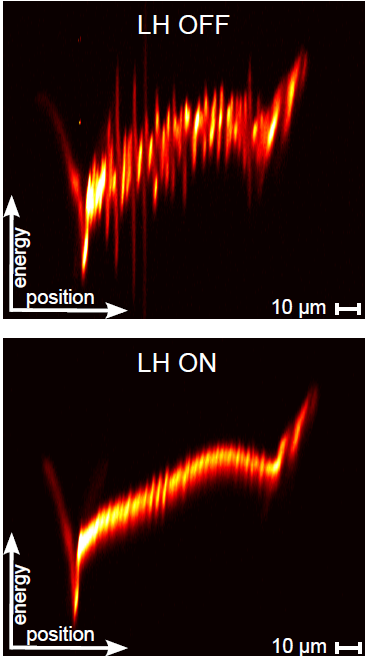 LH OFF
energy
position
10 µm
LH ON
energy
position
10 µm